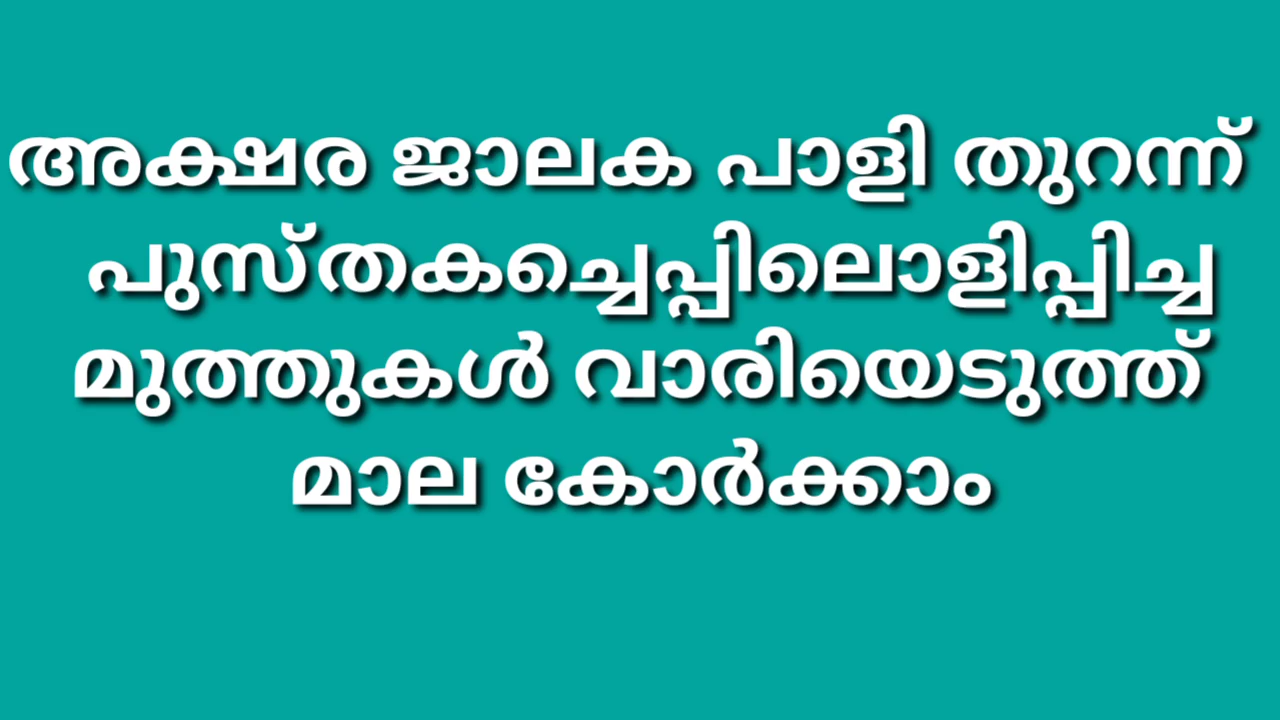 അക്ഷര ജാലക പാളി തുറന്ന്
പുസ്തകച്ചെപ്പിലൊളിപ്പിച്ച
മുത്തുകൾ വാരിയെടുത്ത്
മാല കോർക്കാം